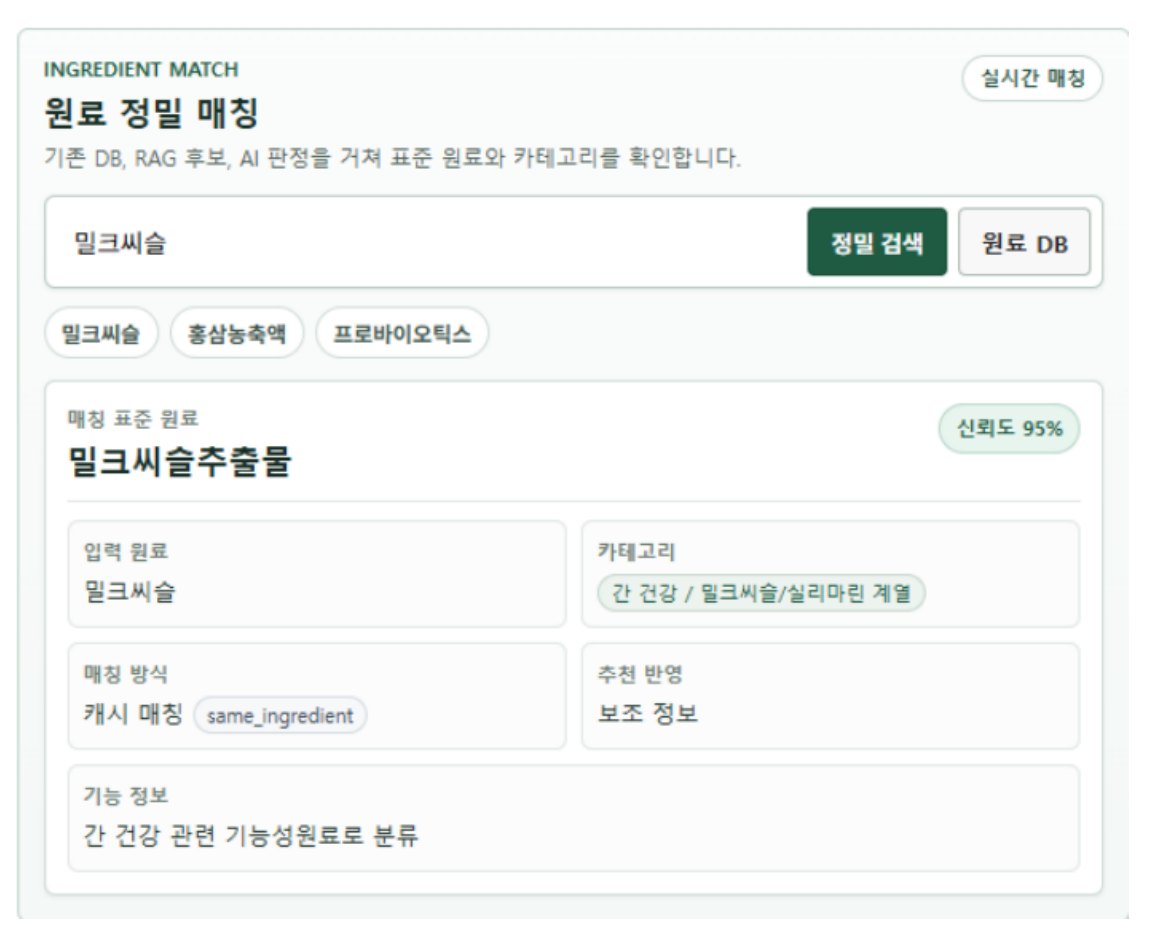 INGREDIENT MATCH
실시간 매칭
원료 정밀 매칭
기존 DB, RAG 후보, AI 판정을 거쳐 표준 원료와 카테고리를 확인합니다.
밀크씨슬
정밀 검색
원료 DB
밀크씨슬
홍삼농축액
프로바이오틱스
매칭 표준 원료
신뢰도 95%
밀크씨슬추출물
입력 원료
밀크씨슬
카테고리
간 건강 / 밀크씨슬/실리마린 계열
매칭 방식
캐시 매칭 same_ingredient
추천 반영
보조 정보
기능 정보
간 건강 관련 기능성원료로 분류